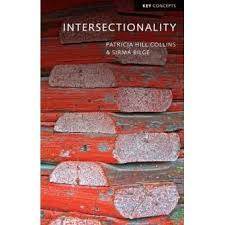 KEY CONCEPTS
INTERSECTIONALITY
PATRICIA HILL COLLINS
& SIRMA BILGE